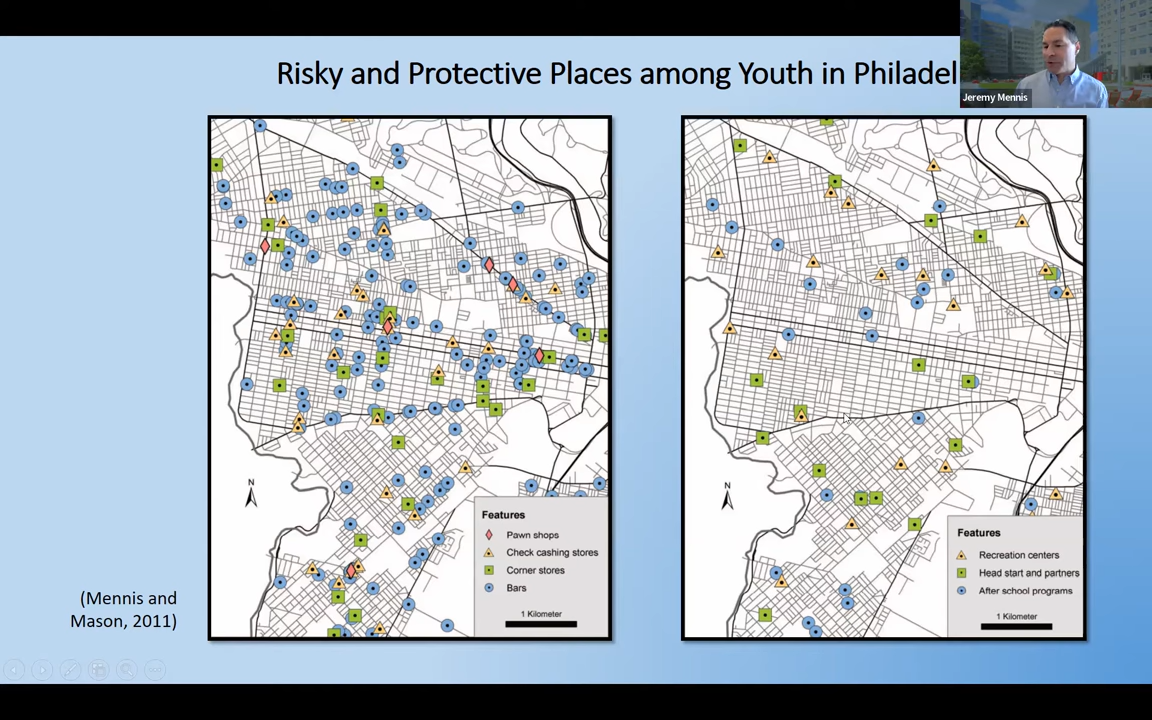 Risky and Protective Places among Youth in Philadel
Jeremy Mennis
N
Features
Pawn shops
Check cashing stores
Corner stores
Bars
1 Kilometer
N
Features
Recreation centers
Head start and partners
After school programs
1 Kilometer
(Mennis and
Mason, 2011)